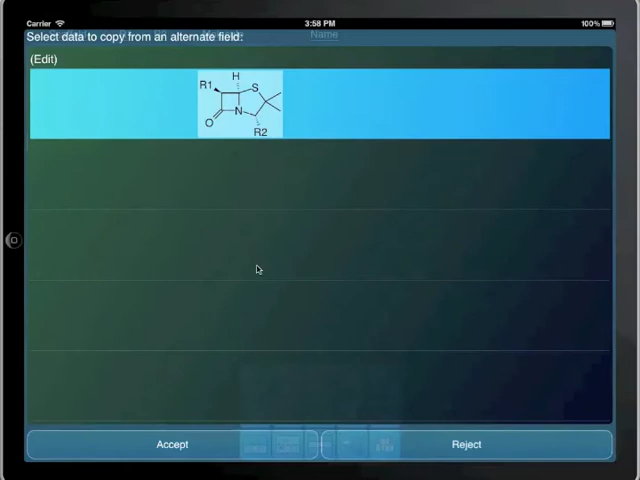 Carrier 3:58 PM 100%
Select data to copy from an alternate field:
Name
(Edit)
H
R1 S
N
O
R2
Accept Reject